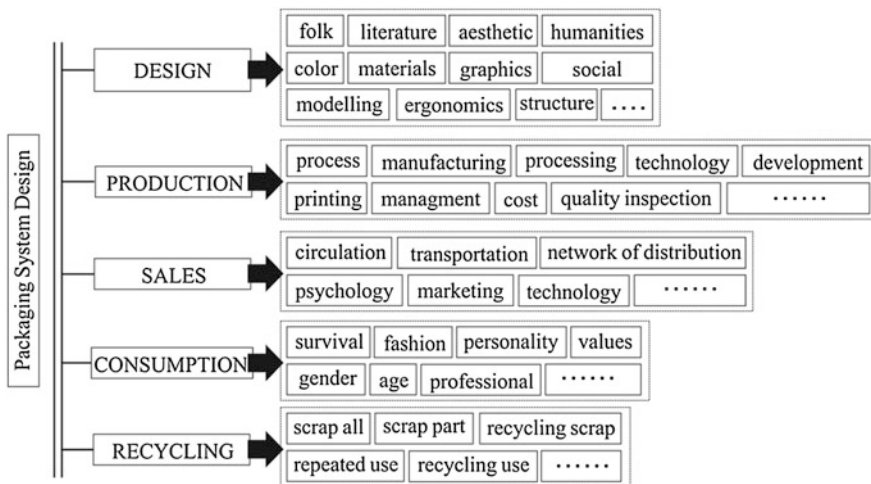 Packaging System Design
DESIGN
folk literature aesthetic humanities
color materials graphics social
modelling ergonomics structure ....
PRODUCTION
process manufacturing processing technology development
printing managment cost quality inspection ......
SALES
circulation transportation network of distribution
psychology marketing technology ......
CONSUMPTION
survival fashion personality values
gender age professional ......
RECYCLING
scrap all scrap part recycling scrap
repeated use recycling use ......